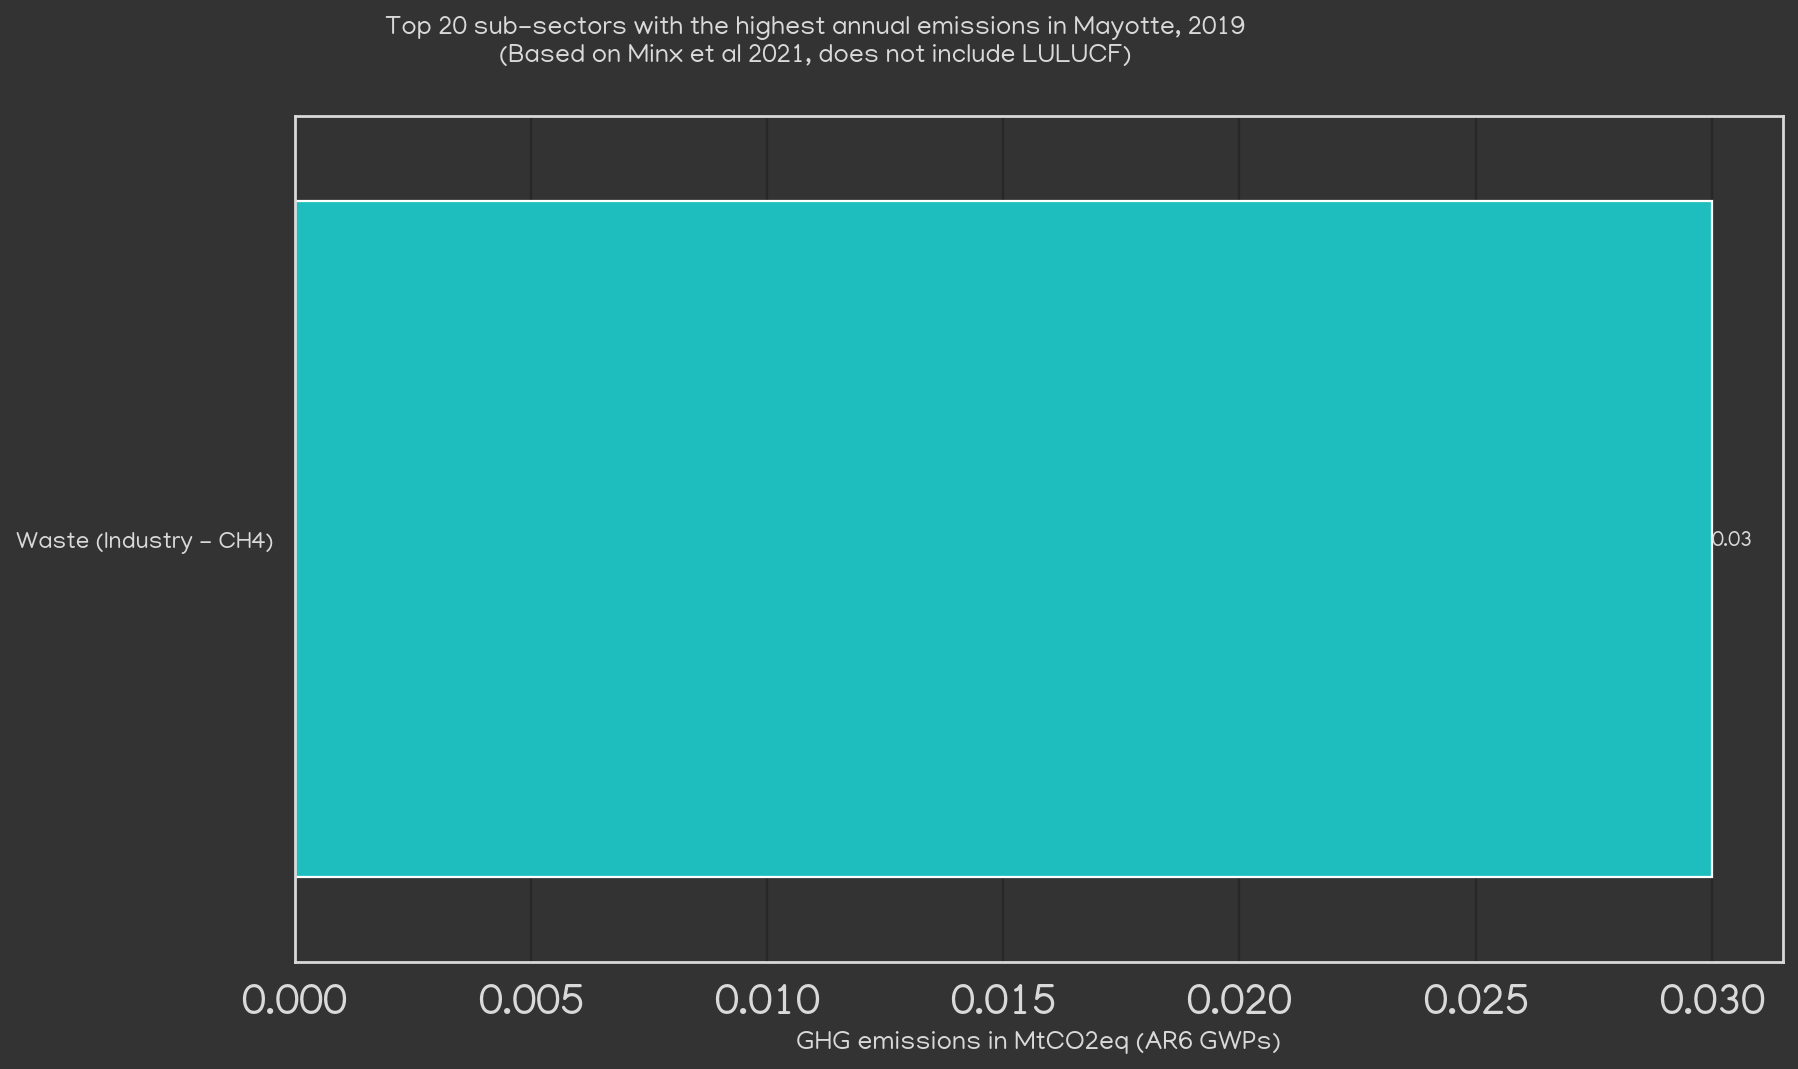 Top 20 sub-sectors with the highest annual emissions in Mayotte, 2019
(Based on Minx et al 2021, does not include LULUCF)
Waste (Industry - CH4)
0.03
0.000 0.005 0.010 0.015 0.020 0.025 0.030
GHG emissions in MtCO2eq (AR6 GWPs)